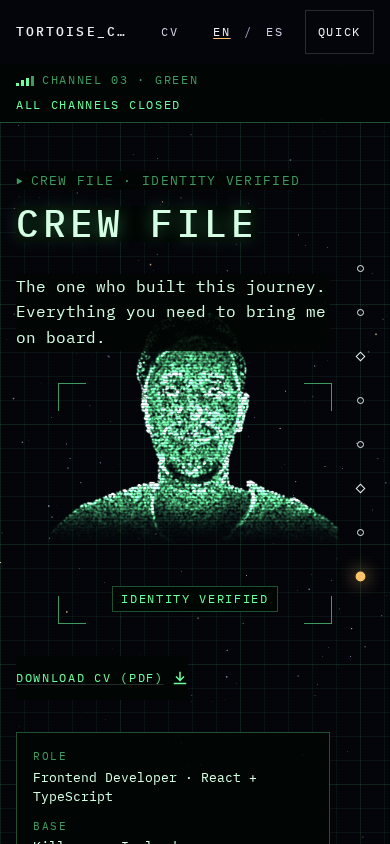 TORTOISE_C…
CV
EN / ES
QUICK
CHANNEL 03 · GREEN
ALL CHANNELS CLOSED
▸ CREW FILE · IDENTITY VERIFIED
CREW FILE
The one who built this journey.
Everything you need to bring me
on board.
IDENTITY VERIFIED
DOWNLOAD CV (PDF)
ROLE
Frontend Developer · React +
TypeScript
BASE